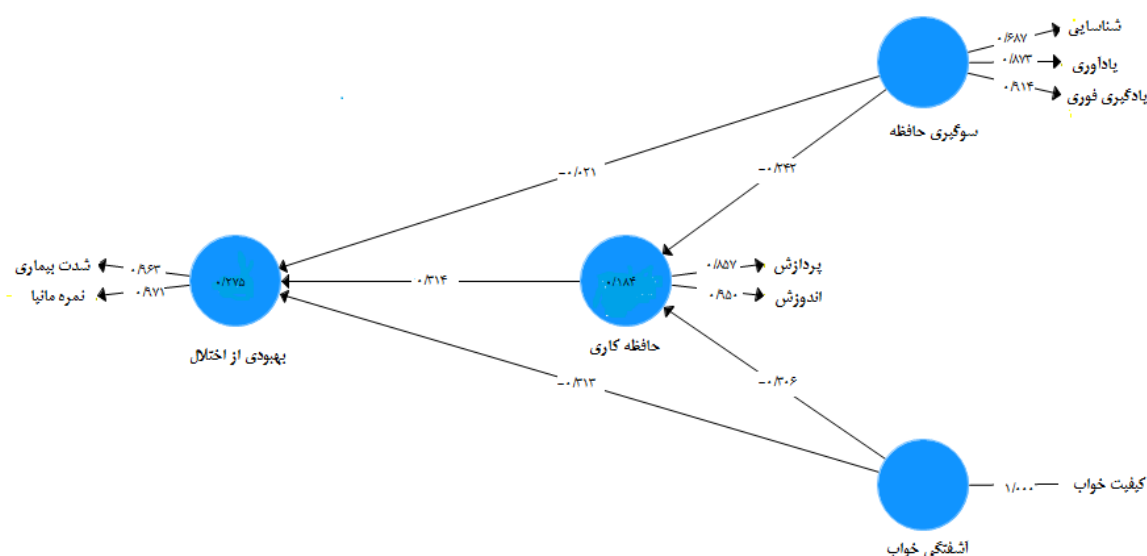 شناسایی
۰/۶۸۷
یادآوری
۰/۸۷۳
یادگیری فوری
۰/۹۱۴
سوگیری حافظه
-۰/۰۲۱
-۰/۲۴۲
شدت بیماری
۰/۹۶۳
نمره مانیا
۰/۹۷۱
۰/۲۷۵
بهبودی از اختلال
۰/۳۱۴
۰/۱۸۴
حافظه کاری
پردازش
۰/۸۵۷
اندوزش
۰/۹۵۰
-۰/۳۱۳
-۰/۳۰۶
کیفیت خواب
۱/۰۰۰
آشفتگی خواب